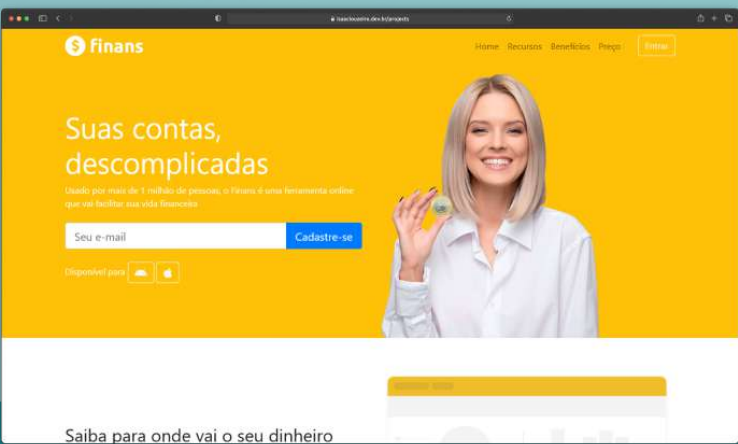 finans
Home Recursos Benefícios Preço Entrar
Suas contas,
descomplicadas
Usado por mais de 1 milhão de pessoas, o Finans é uma ferramenta online
que vai facilitar sua vida financeira
Seu e-mail Cadastre-se
Disponível para
Saiba para onde vai o seu dinheiro